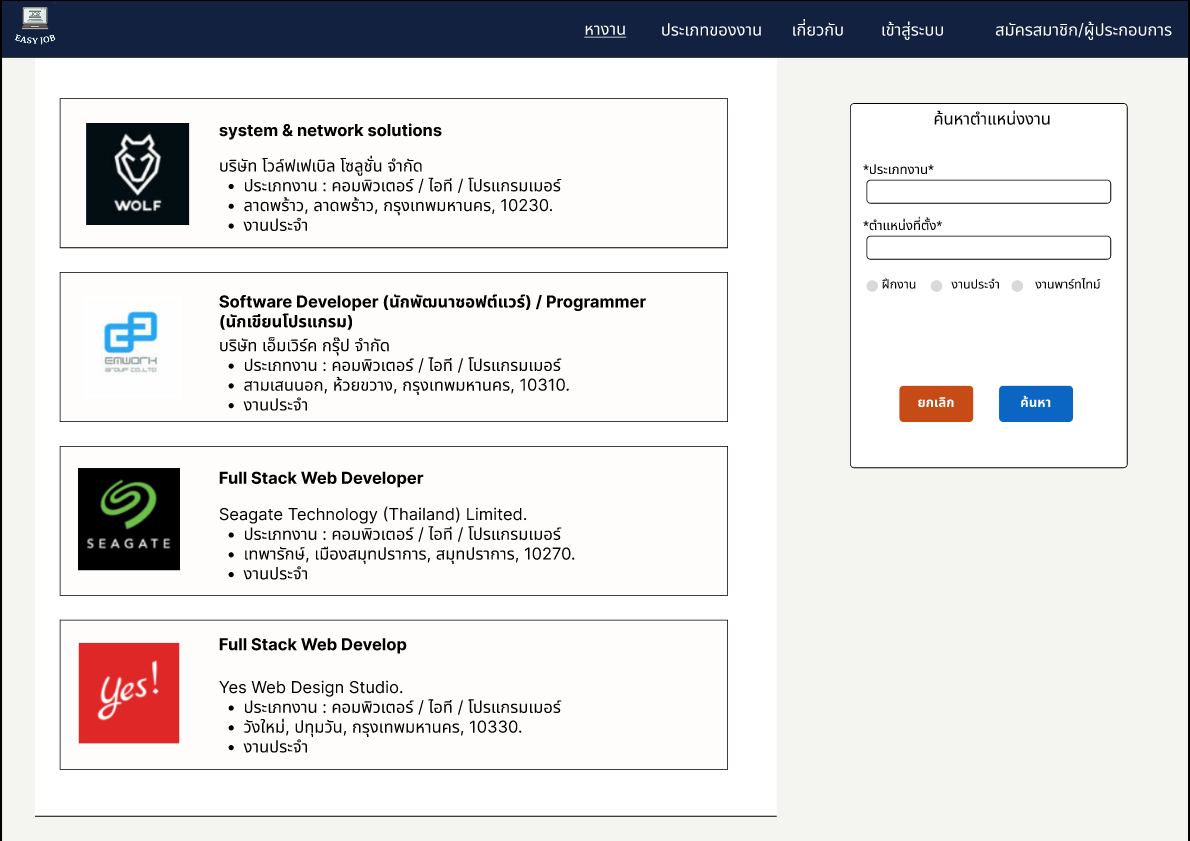 EASY JOB
หางาน ประเภทของงาน เกี่ยวกับ เข้าสู่ระบบ สมัครสมาชิก/ผู้ประกอบการ
WOLF
system & network solutions
บริษัท โวล์ฟเฟเบิล โซลูชั่น จำกัด
• ประเภทงาน : คอมพิวเตอร์ / ไอที / โปรแกรมเมอร์
• ลาดพร้าว, ลาดพร้าว, กรุงเทพมหานคร, 10230.
• งานประจำ
EMWORK
GROUP CO.,LTD
Software Developer (นักพัฒนาซอฟต์แวร์) / Programmer
(นักเขียนโปรแกรม)
บริษัท เอ็มเวิร์ค กรุ๊ป จำกัด
• ประเภทงาน : คอมพิวเตอร์ / ไอที / โปรแกรมเมอร์
• สามเสนนอก, ห้วยขวาง, กรุงเทพมหานคร, 10310.
• งานประจำ
SEAGATE
Full Stack Web Developer
Seagate Technology (Thailand) Limited.
• ประเภทงาน : คอมพิวเตอร์ / ไอที / โปรแกรมเมอร์
• เทพารักษ์, เมืองสมุทปราการ, สมุทปราการ, 10270.
• งานประจำ
Yes!
Full Stack Web Develop
Yes Web Design Studio.
• ประเภทงาน : คอมพิวเตอร์ / ไอที / โปรแกรมเมอร์
• วังใหม่, ปทุมวัน, กรุงเทพมหานคร, 10330.
• งานประจำ
ค้นหาตำแหน่งงาน
*ประเภทงาน*
*ตำแหน่งที่ตั้ง*
ฝึกงาน งานประจำ งานพาร์ทไทม์
ยกเลิก ค้นหา